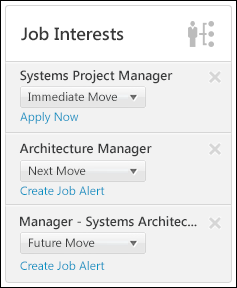 Job Interests
Systems Project Manager
Immediate Move
Apply Now
Architecture Manager
Next Move
Create Job Alert
Manager - Systems Architec...
Future Move
Create Job Alert